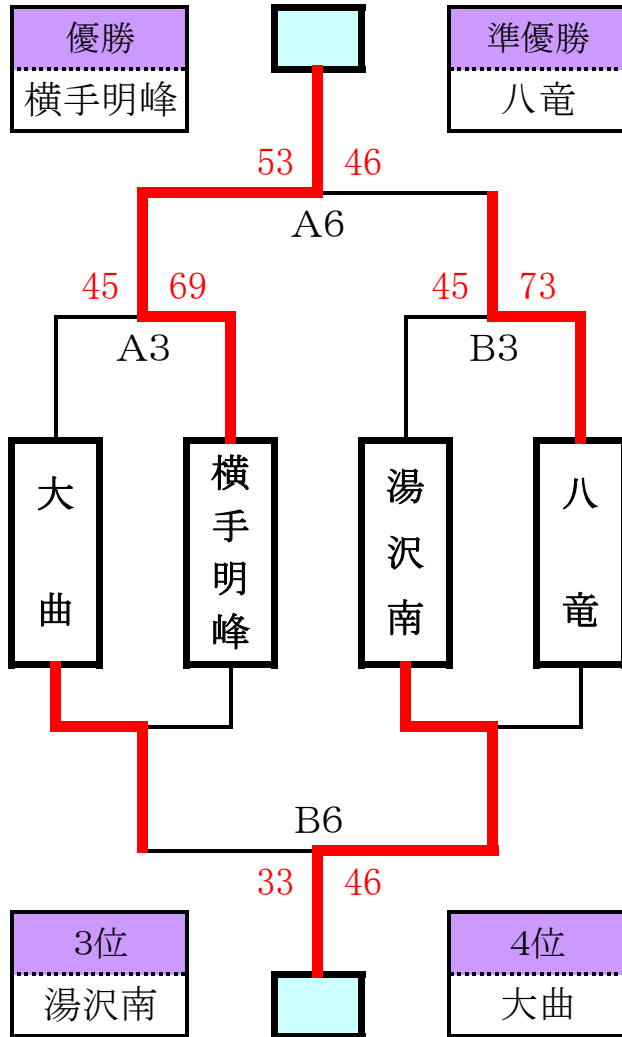 優勝
横手明峰
準優勝
八竜
53 46
A6
45 69
45 73
A3
B3
大曲
横手明峰
湯沢南
八竜
B6
33 46
3位
湯沢南
4位
大曲